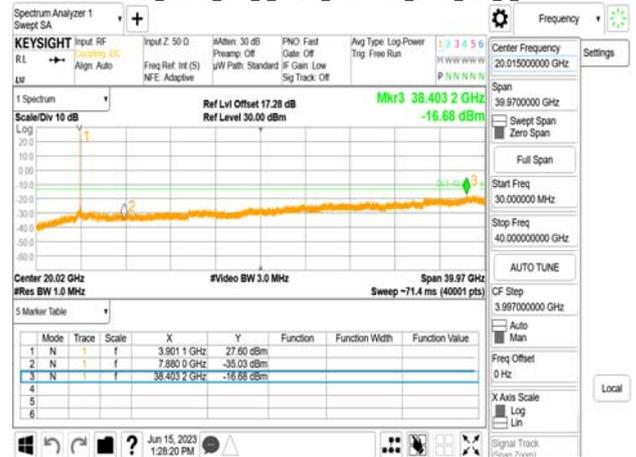 Spectrum Analyzer 1
Swept SA
+
Frequency
KEYSIGHT
Input: RF
Coupling: DC
Align: Auto
Input Z: 50 Ω
Freq Ref: Int (S)
NFE: Adaptive
#Atten: 30 dB
Preamp: Off
µW Path: Standard
PNO: Fast
Gate: Off
IF Gain: Low
Sig Track: Off
Avg Type: Log-Power
Trig: Free Run
1 2 3 4 5 6
M W W W W W
P N N N N N
RL
Center Frequency
20.015000000 GHz
Settings
1 Spectrum
Scale/Div 10 dB
Ref Lvl Offset 17.28 dB
Ref Level 30.00 dBm
Mkr3 38.403 2 GHz
-16.68 dBm
Span
39.9700000 GHz
Swept Span
Zero Span
Full Span
Log
20.0
10.0
0.00
-10.0
-20.0
-30.0
-40.0
-50.0
-60.0
1
2
3
Start Freq
30.000000 MHz
Stop Freq
40.000000000 GHz
AUTO TUNE
Center 20.02 GHz
#Res BW 1.0 MHz
#Video BW 3.0 MHz
Span 39.97 GHz
Sweep ~71.4 ms (40001 pts)
CF Step
3.997000000 GHz
Auto
Man
5 Marker Table
Mode Trace Scale X Y Function Function Width Function Value
1 N 1 f 3.901 1 GHz 27.60 dBm
2 N 1 f 7.880 0 GHz -35.03 dBm
3 N 1 f 38.403 2 GHz -16.68 dBm
4
5
6
Freq Offset
0 Hz
X Axis Scale
Log
Lin
Local
Signal Track
(Span Zoom)
?
Jun 15, 2023
1:28:20 PM